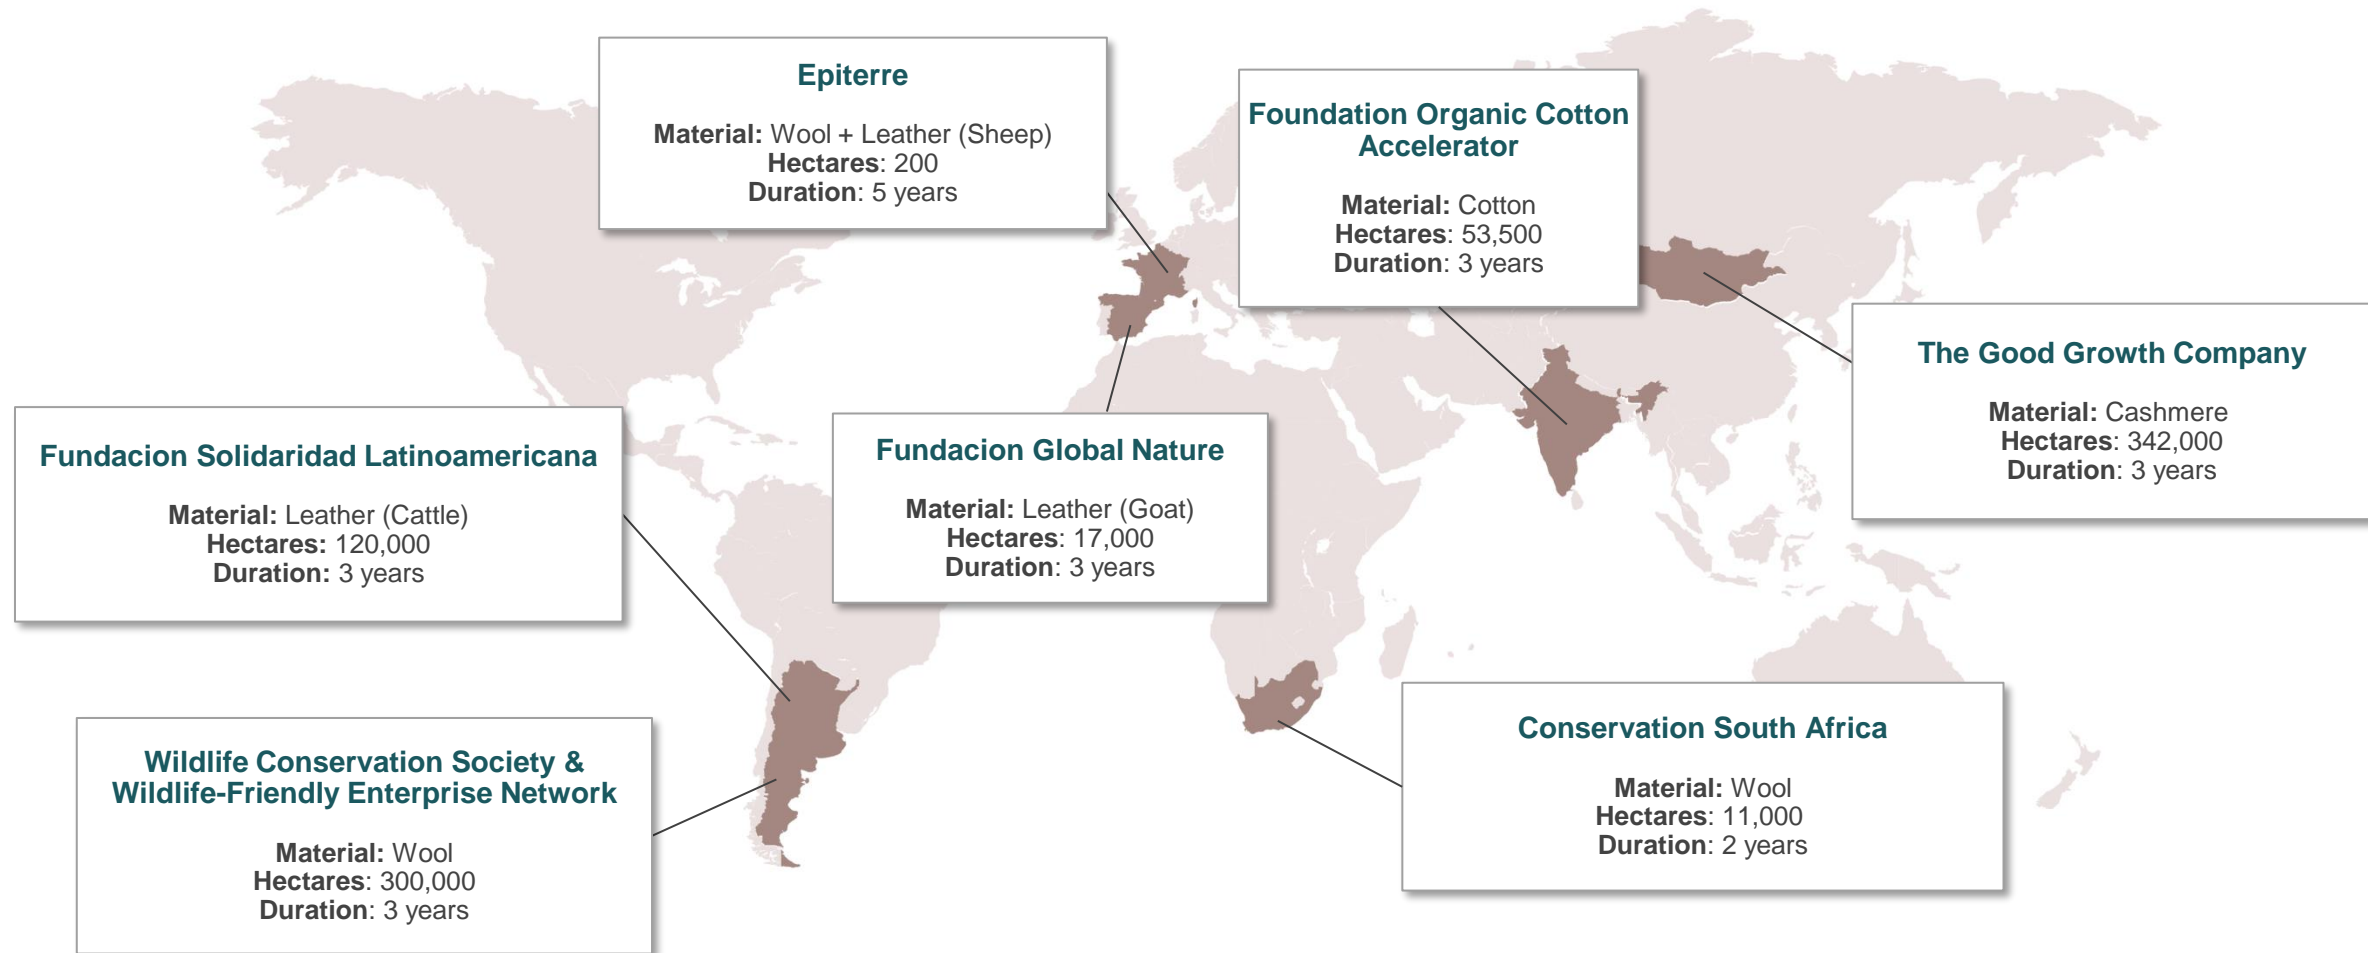 Epiterre
Material: Wool + Leather (Sheep)
Hectares: 200
Duration: 5 years
Foundation Organic Cotton
Accelerator
Material: Cotton
Hectares: 53,500
Duration: 3 years
The Good Growth Company
Material: Cashmere
Hectares: 342,000
Duration: 3 years
Fundacion Solidaridad Latinoamericana
Material: Leather (Cattle)
Hectares: 120,000
Duration: 3 years
Fundacion Global Nature
Material: Leather (Goat)
Hectares: 17,000
Duration: 3 years
Wildlife Conservation Society &
Wildlife-Friendly Enterprise Network
Material: Wool
Hectares: 300,000
Duration: 3 years
Conservation South Africa
Material: Wool
Hectares: 11,000
Duration: 2 years